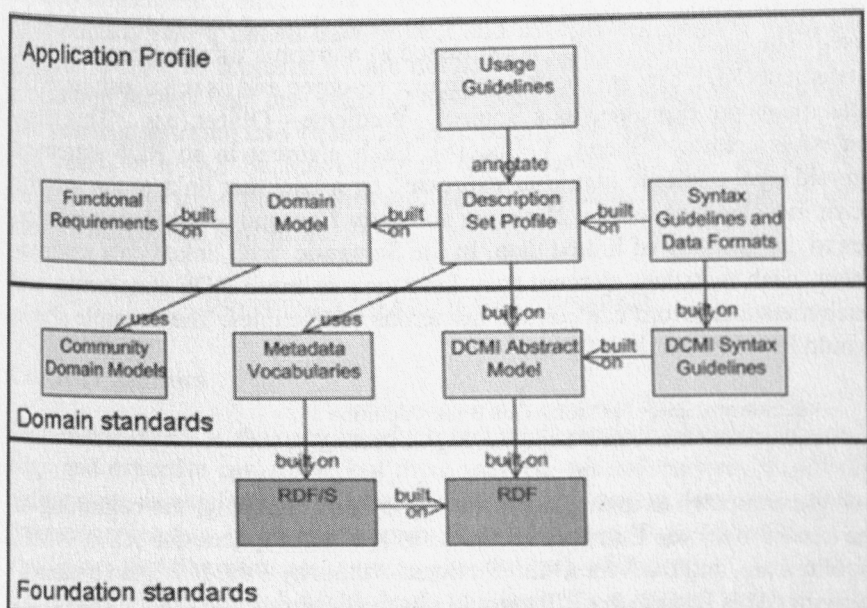 Application Profile
Usage
Guidelines
annotate
Functional
Requirements
built
on
Domain
Model
built
on
Description
Set Profile
built
on
Syntax
Guidelines and
Data Formats
uses
uses
built on
built on
Community
Domain Models
Metadata
Vocabularies
DCMI Abstract
Model
built
on
DCMI Syntax
Guidelines
Domain standards
built on
built on
RDF/S
built
on
RDF
Foundation standards